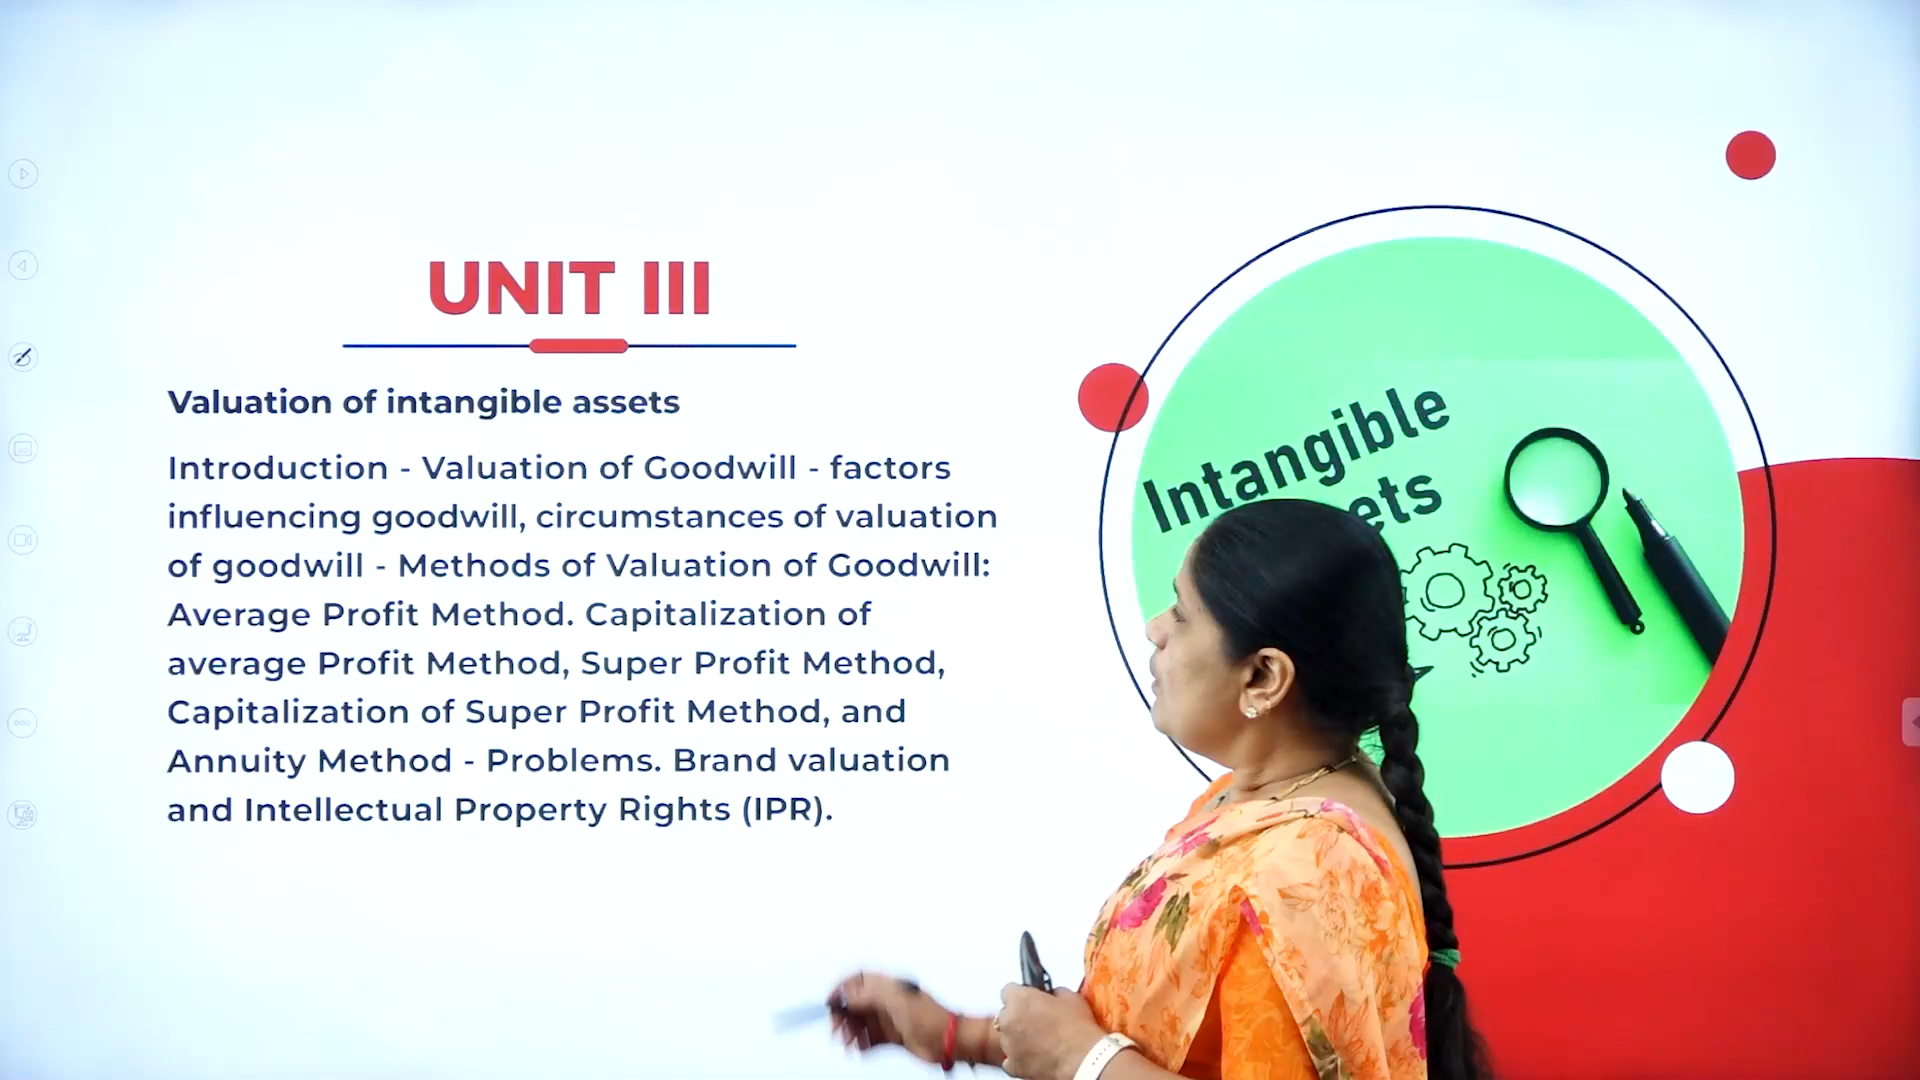 UNIT III
Valuation of intangible assets
Introduction - Valuation of Goodwill - factors
influencing goodwill, circumstances of valuation
of goodwill - Methods of Valuation of Goodwill:
Average Profit Method. Capitalization of
average Profit Method, Super Profit Method,
Capitalization of Super Profit Method, and
Annuity Method - Problems. Brand valuation
and Intellectual Property Rights (IPR).
Intangible